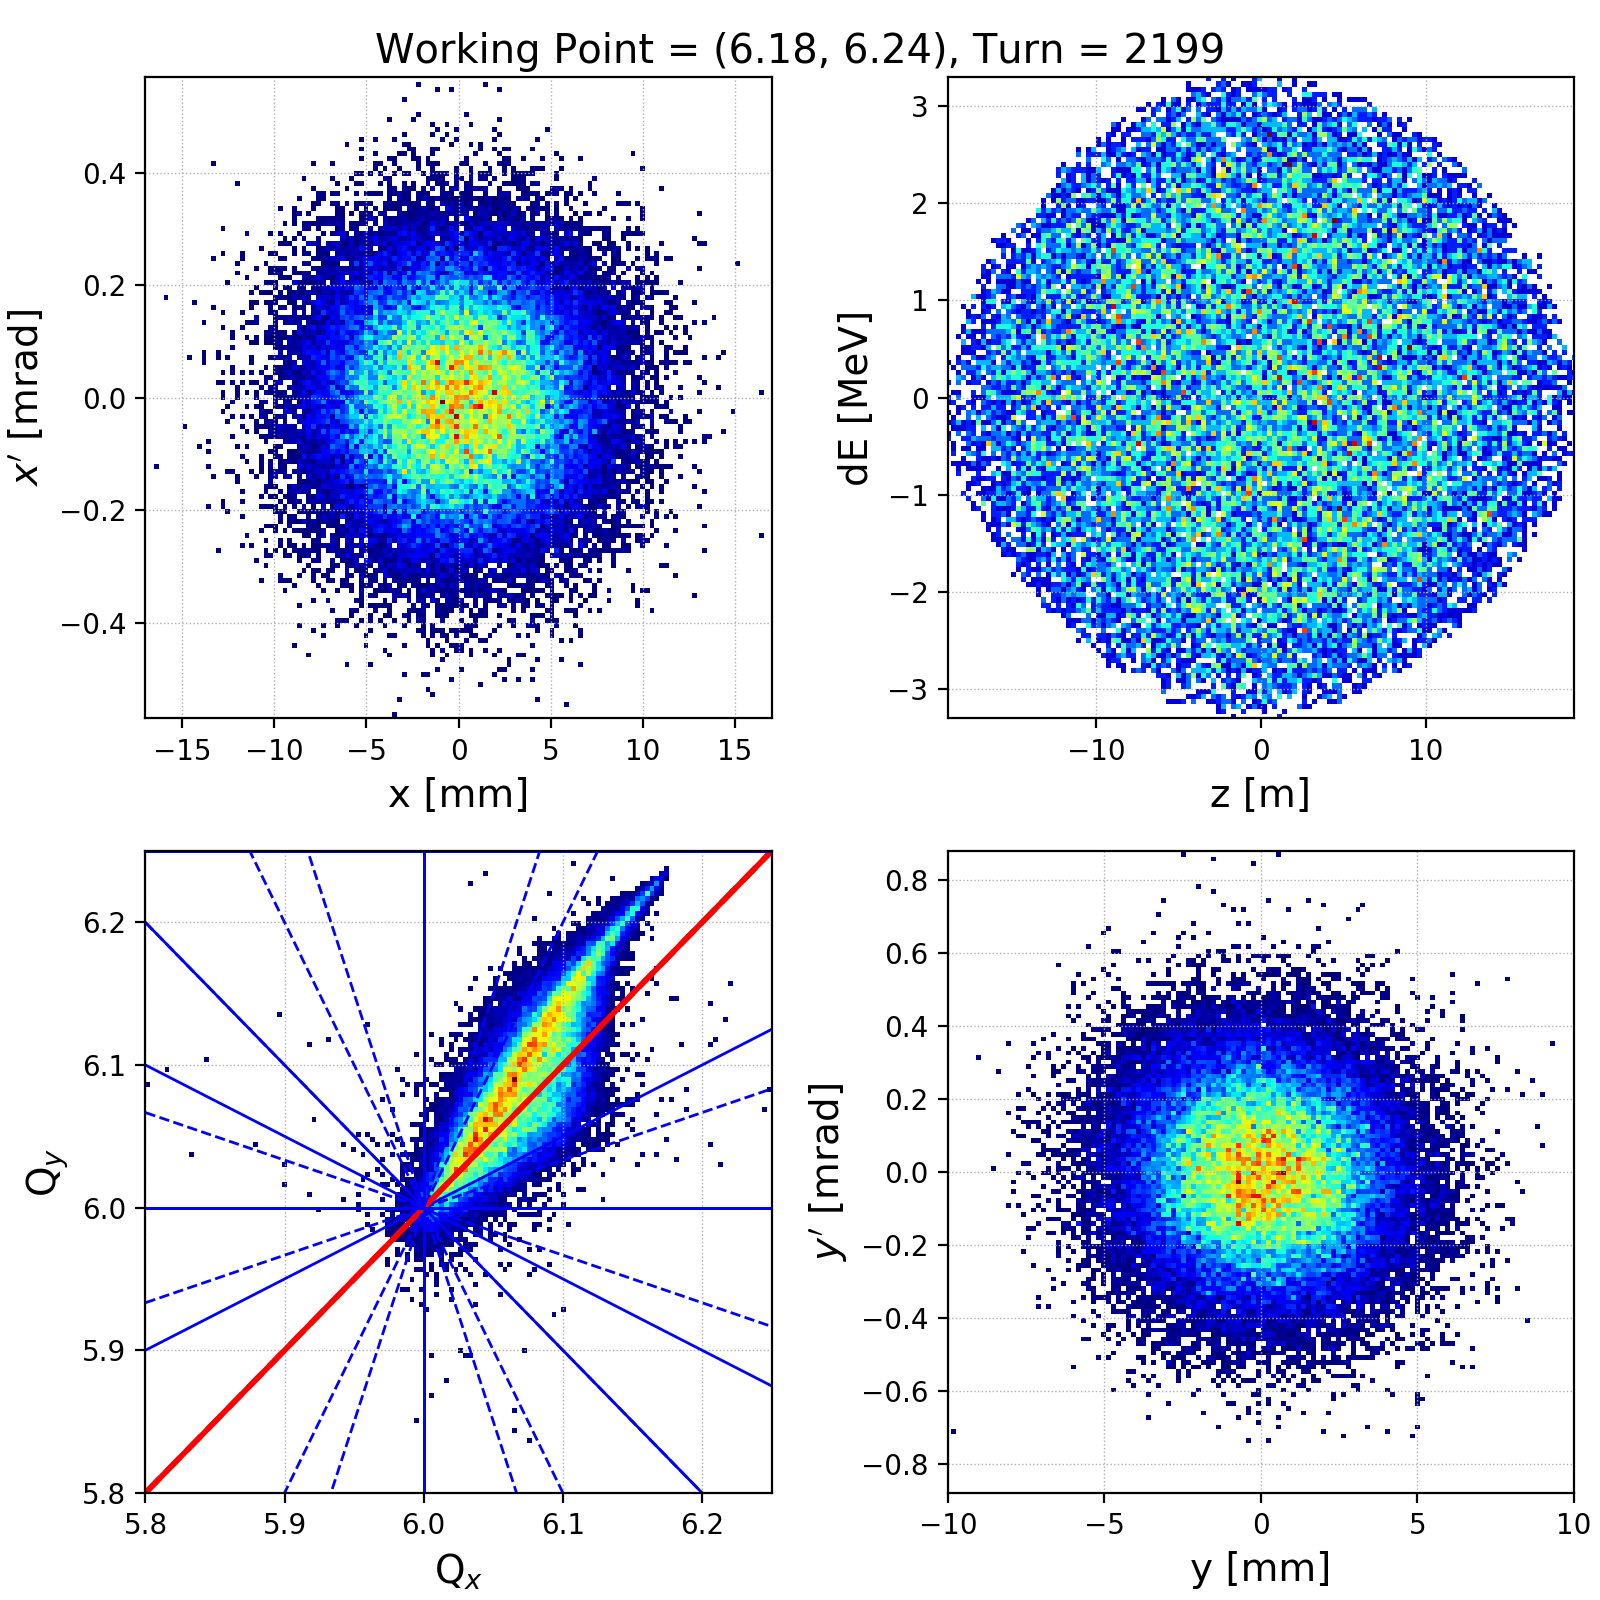 Working Point = (6.18, 6.24), Turn = 2199
0.4
0.2
0.0
−0.2
−0.4
x′ [mrad]
−15 −10 −5 0 5 10 15
x [mm]
3
2
1
0
−1
−2
−3
dE [MeV]
−10 0 10
z [m]
6.2
6.1
6.0
5.9
5.8
Qy
5.8 5.9 6.0 6.1 6.2
Qx
0.8
0.6
0.4
0.2
0.0
−0.2
−0.4
−0.6
−0.8
y′ [mrad]
−10 −5 0 5 10
y [mm]